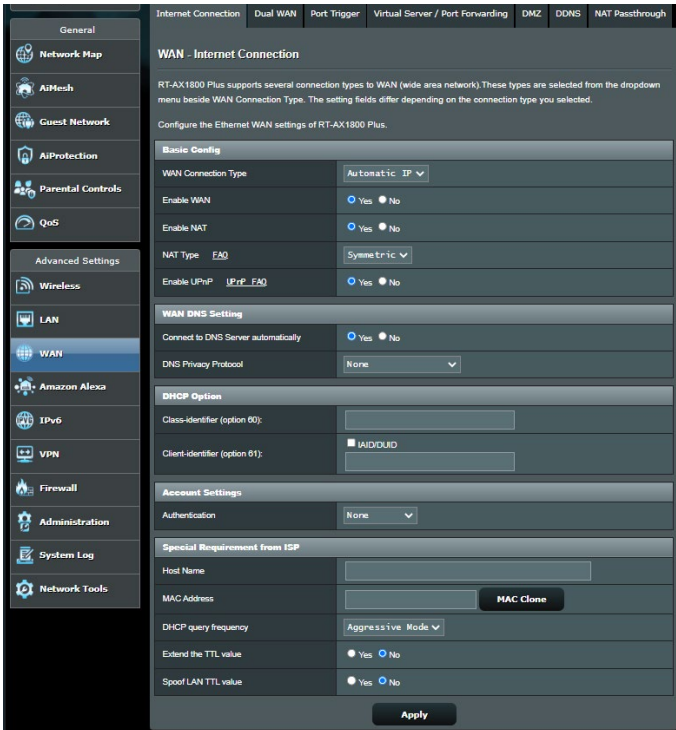 Internet Connection Dual WAN Port Trigger Virtual Server / Port Forwarding DMZ DDNS NAT Passthrough
General
Network Map
AiMesh
Guest Network
AiProtection
Parental Controls
QoS
Advanced Settings
Wireless
LAN
WAN
Amazon Alexa
IPv6
VPN
Firewall
Administration
System Log
Network Tools
WAN - Internet Connection
RT-AX1800 Plus supports several connection types to WAN (wide area network).These types are selected from the dropdown
menu beside WAN Connection Type. The setting fields differ depending on the connection type you selected.
Configure the Ethernet WAN settings of RT-AX1800 Plus.
Basic Config
WAN Connection Type Automatic IP
Enable WAN Yes No
Enable NAT Yes No
NAT Type FAQ Symmetric
Enable UPnP UPnP FAQ Yes No
WAN DNS Setting
Connect to DNS Server automatically Yes No
DNS Privacy Protocol None
DHCP Option
Class-identifier (option 60):
Client-identifier (option 61): IAID/DUID
Account Settings
Authentication None
Special Requirement from ISP
Host Name
MAC Address MAC Clone
DHCP query frequency Aggressive Mode
Extend the TTL value Yes No
Spoof LAN TTL value Yes No
Apply